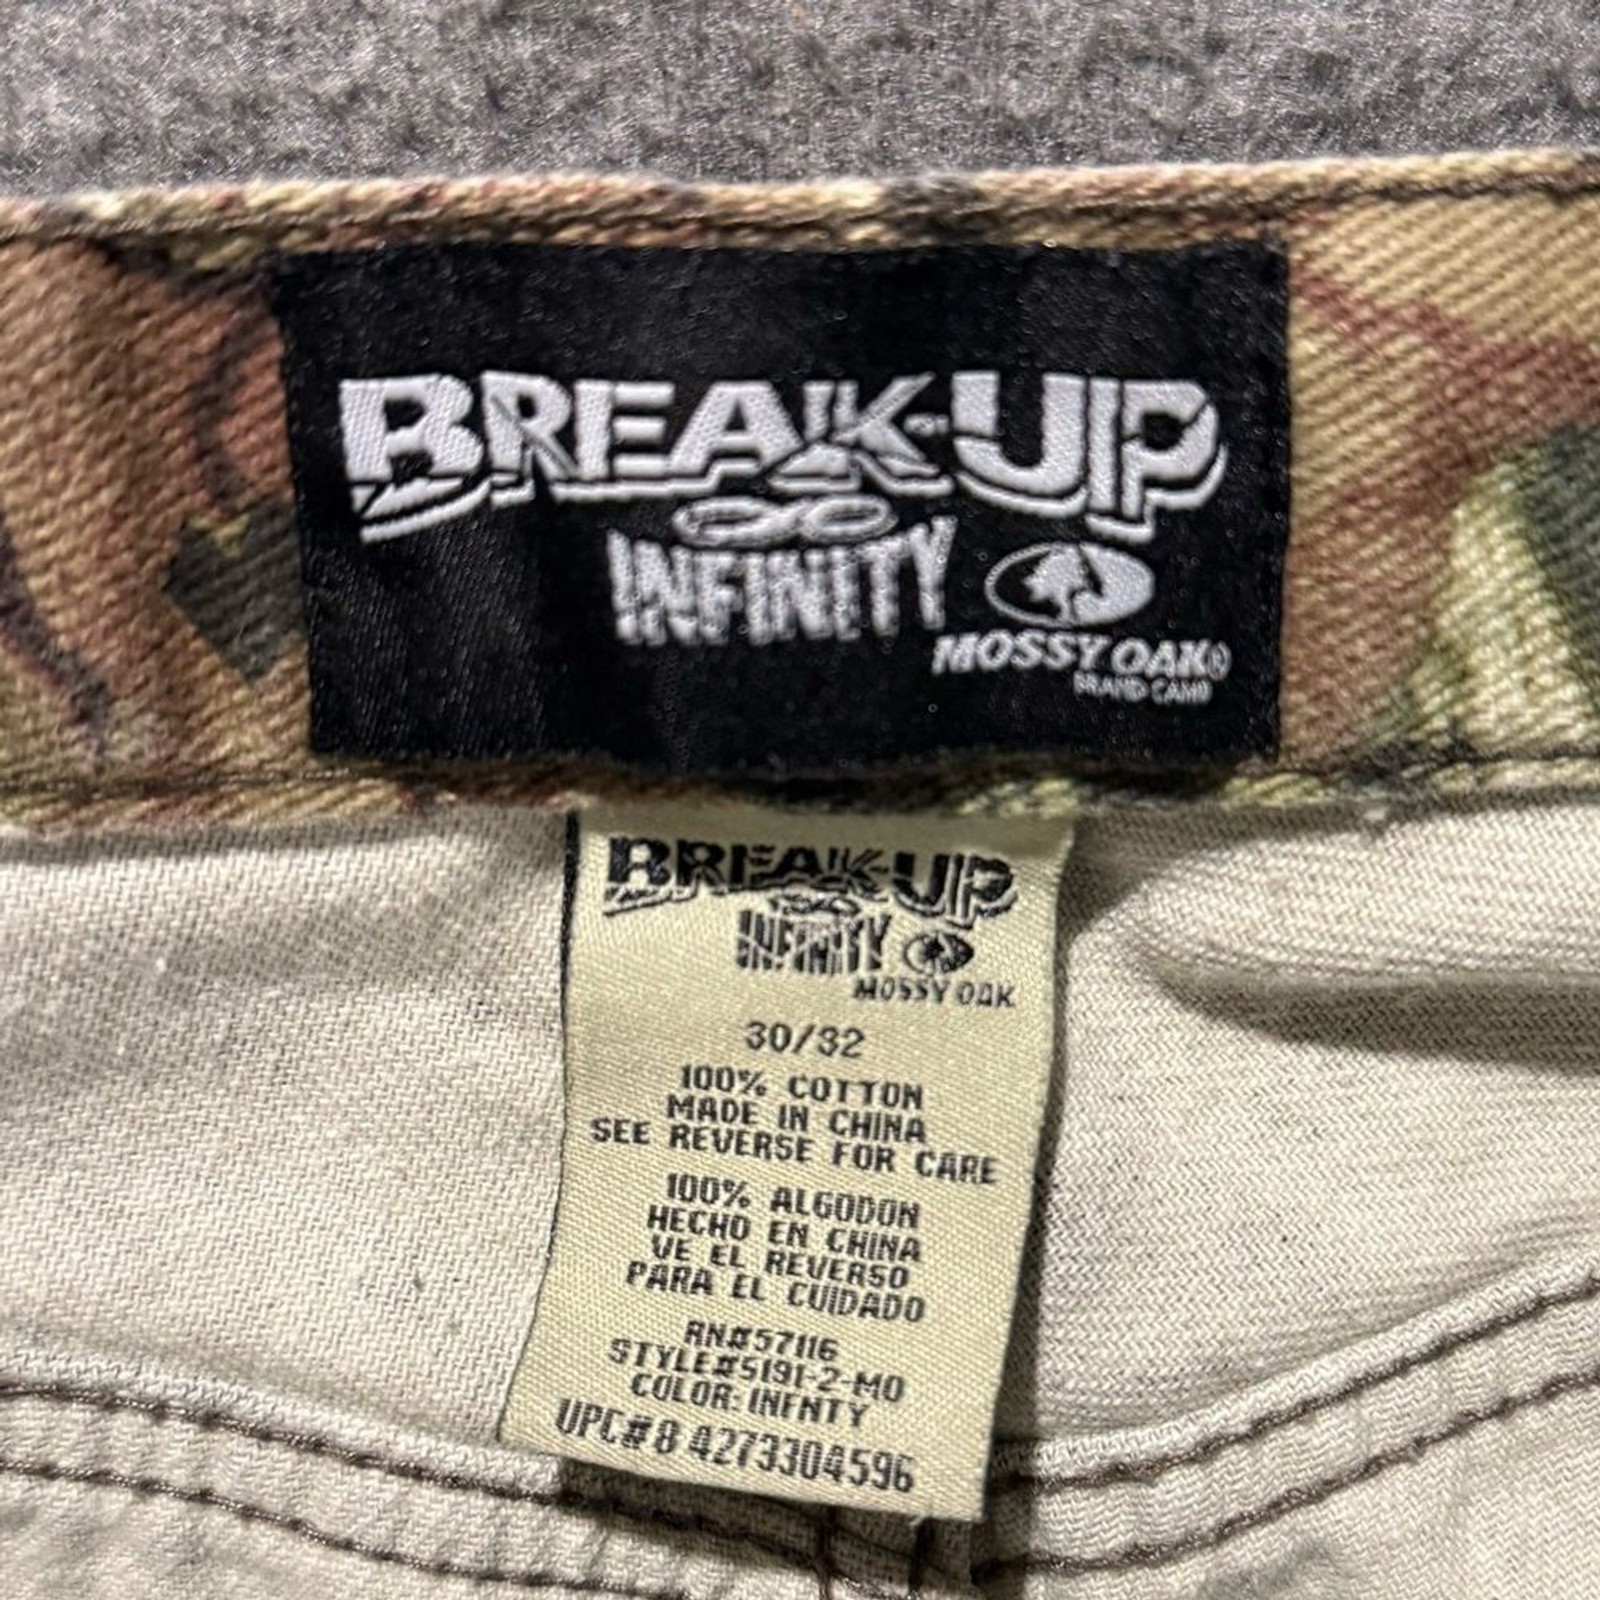 BREAK-UP
INFINITY
MOSSY OAK®
BRAND CAMO
BREAK-UP
INFINITY
MOSSY OAK
30/32
100% COTTON
MADE IN CHINA
SEE REVERSE FOR CARE
100% ALGODON
HECHO EN CHINA
VE EL REVERSO
PARA EL CUIDADO
RN#57116
STYLE#5191-2-MO
COLOR: INFNTY
UPC# 8 4273304596